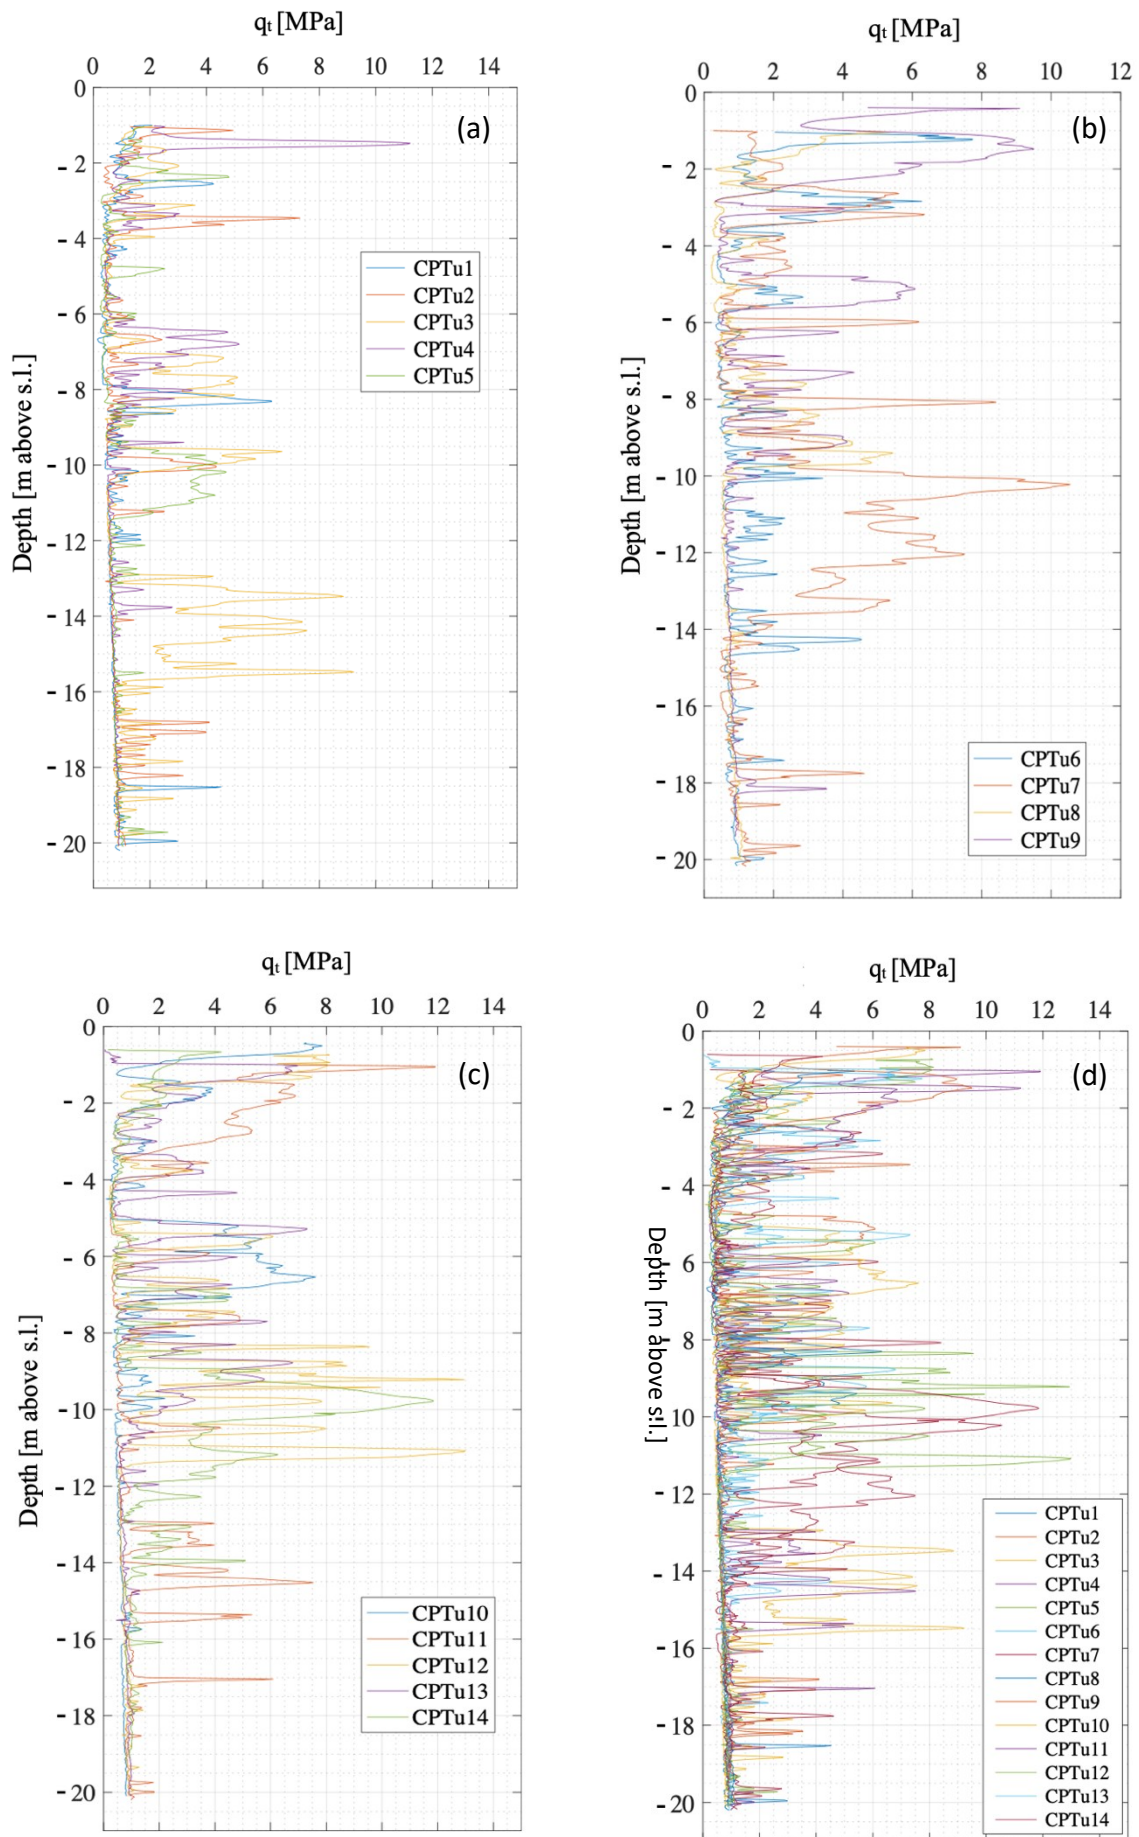 qt [MPa]
0 2 4 6 8 10 12 14
0
- 2
- 4
- 6
- 8
- 10
- 12
- 14
- 16
- 18
- 20
Depth [m above s.l.]
(a)
CPTu1
CPTu2
CPTu3
CPTu4
CPTu5
qt [MPa]
0 2 4 6 8 10 12
0
- 2
- 4
- 6
- 8
- 10
- 12
- 14
- 16
- 18
- 20
Depth [m above s.l.]
(b)
CPTu6
CPTu7
CPTu8
CPTu9
qt [MPa]
0 2 4 6 8 10 12 14
0
- 2
- 4
- 6
- 8
- 10
- 12
- 14
- 16
- 18
- 20
Depth [m above s.l.]
(c)
CPTu10
CPTu11
CPTu12
CPTu13
CPTu14
qt [MPa]
0 2 4 6 8 10 12 14
0
- 2
- 4
- 6
- 8
- 10
- 12
- 14
- 16
- 18
- 20
Depth [m above s.l.]
(d)
CPTu1
CPTu2
CPTu3
CPTu4
CPTu5
CPTu6
CPTu7
CPTu8
CPTu9
CPTu10
CPTu11
CPTu12
CPTu13
CPTu14